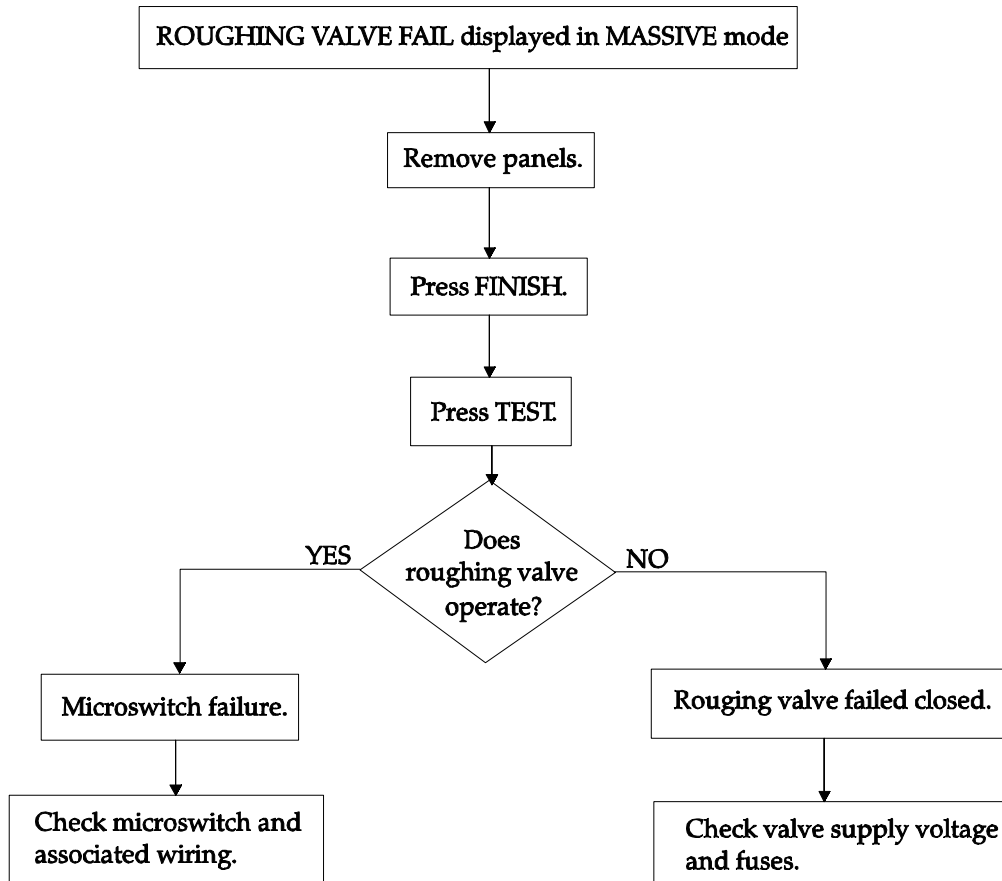 ROUGHING VALVE FAIL displayed in MASSIVE mode
Remove panels.
Press FINISH.
Press TEST.
Does
roughing valve
operate?
YES
NO
Microswitch failure.
Rouging valve failed closed.
Check microswitch and
associated wiring.
Check valve supply voltage
and fuses.